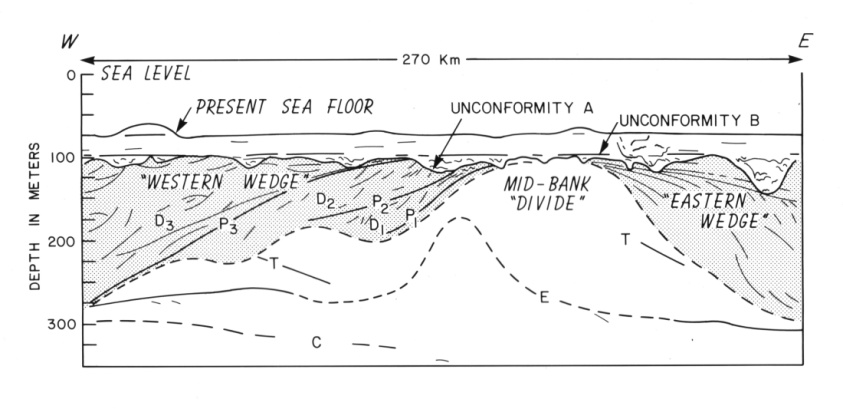 W
E
270 Km
0
SEA LEVEL
PRESENT SEA FLOOR
UNCONFORMITY A
UNCONFORMITY B
100
"WESTERN WEDGE"
MID-BANK
"DIVIDE"
"EASTERN
WEDGE"
D2
P2
D3
P3
D1
P1
200
T
T
E
300
C
DEPTH IN METERS